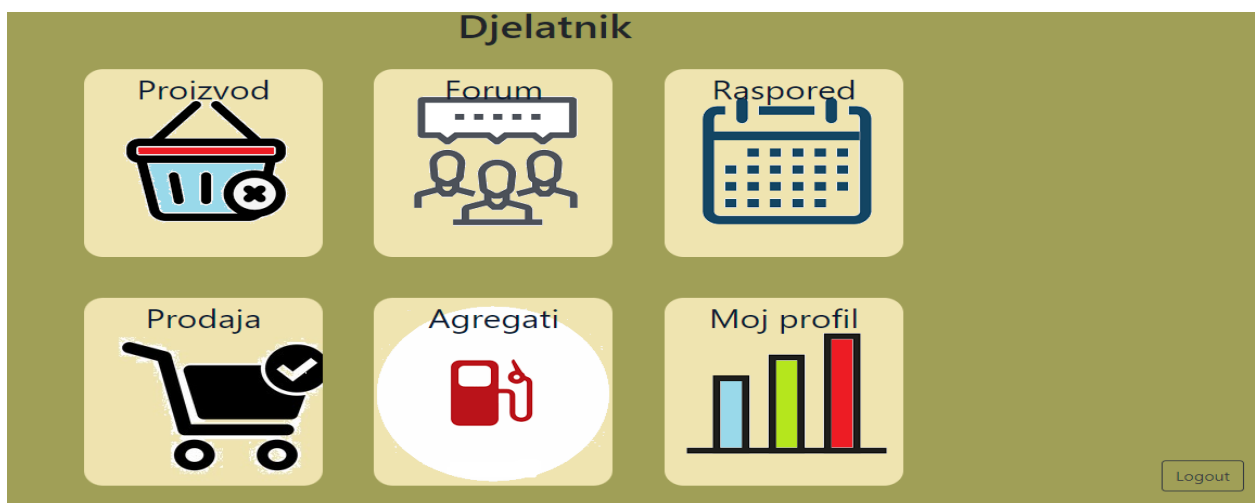 Djelatnik
Proizvod
Forum
Raspored
Prodaja
Agregati
Moj profil
Logout